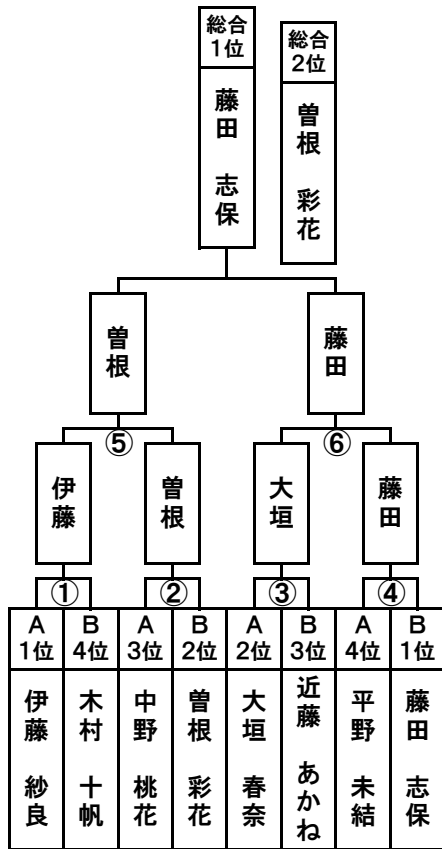 総合
1位
藤田 志保
総合
2位
曽根 彩花
曽根
藤田
⑤
⑥
伊藤
曽根
大垣
藤田
①
②
③
④
A
1位
伊藤 紗良
B
4位
木村 十帆
A
3位
中野 桃花
B
2位
曽根 彩花
A
2位
大垣 春奈
B
3位
近藤 あかね
A
4位
平野 未結
B
1位
藤田 志保